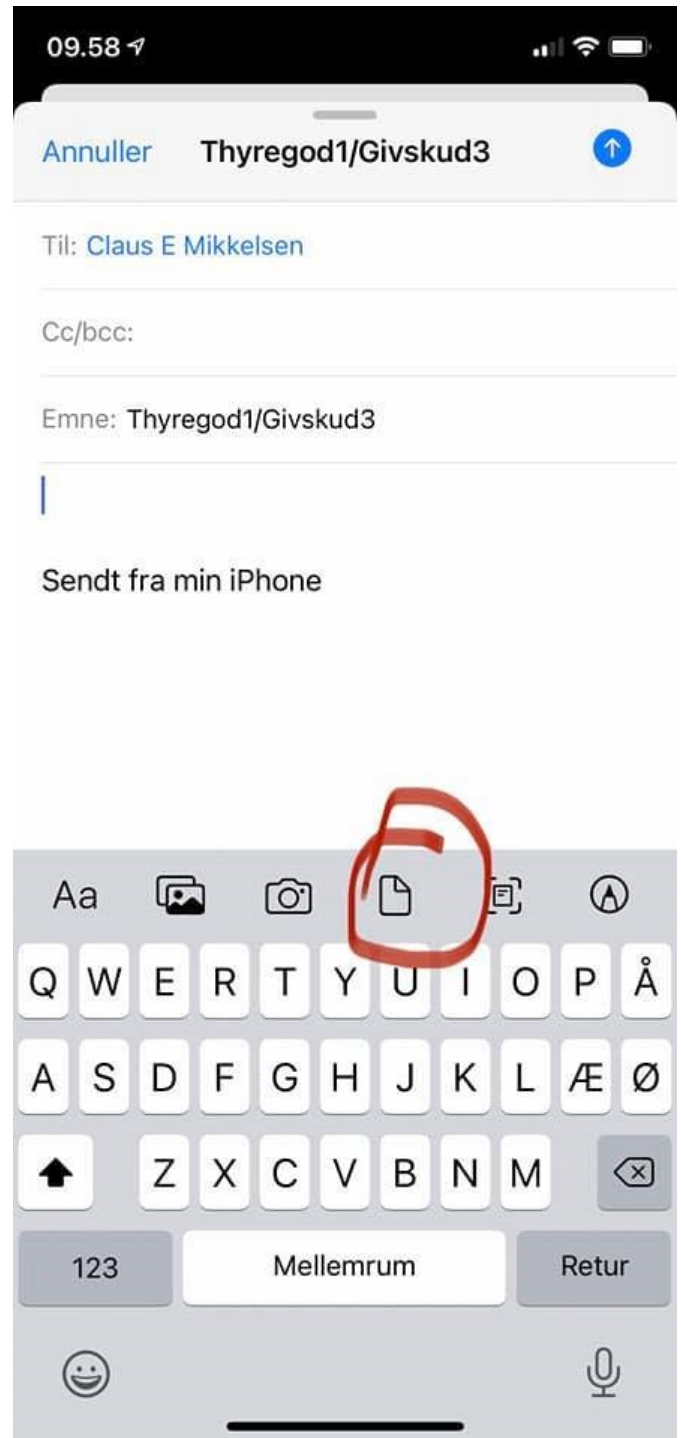 09.58
Annuller Thyregod1/Givskud3
Til: Claus E Mikkelsen
Cc/bcc:
Emne: Thyregod1/Givskud3
Sendt fra min iPhone
Aa
Q W E R T Y U I O P Å
A S D F G H J K L Æ Ø
Z X C V B N M
123 Mellemrum Retur